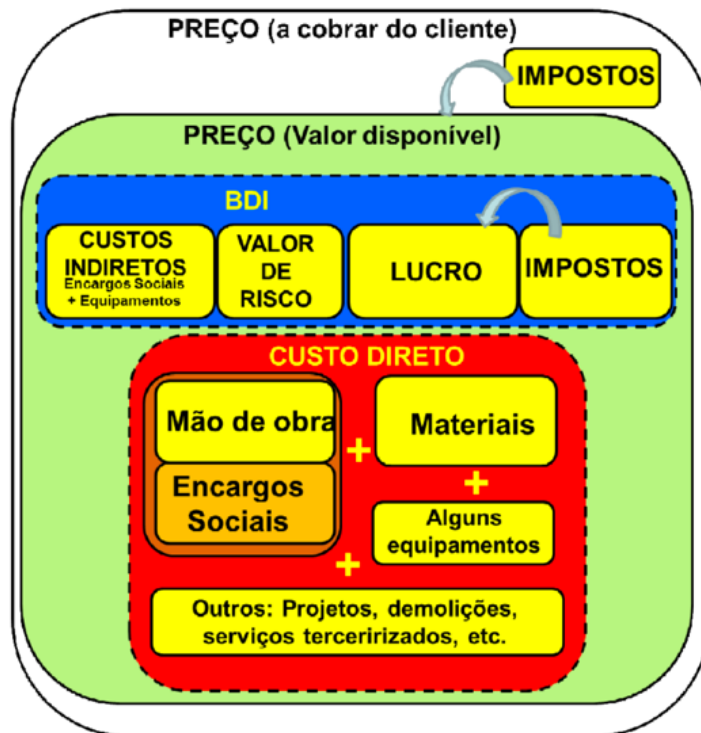 PREÇO (a cobrar do cliente)
IMPOSTOS
PREÇO (Valor disponível)
BDI
CUSTOS
INDIRETOS
Encargos Sociais
+ Equipamentos
VALOR
DE
RISCO
LUCRO
IMPOSTOS
CUSTO DIRETO
Mão de obra
+
Materiais
Encargos
Sociais
+
Alguns
equipamentos
+
Outros: Projetos, demolições,
serviços terceririzados, etc.